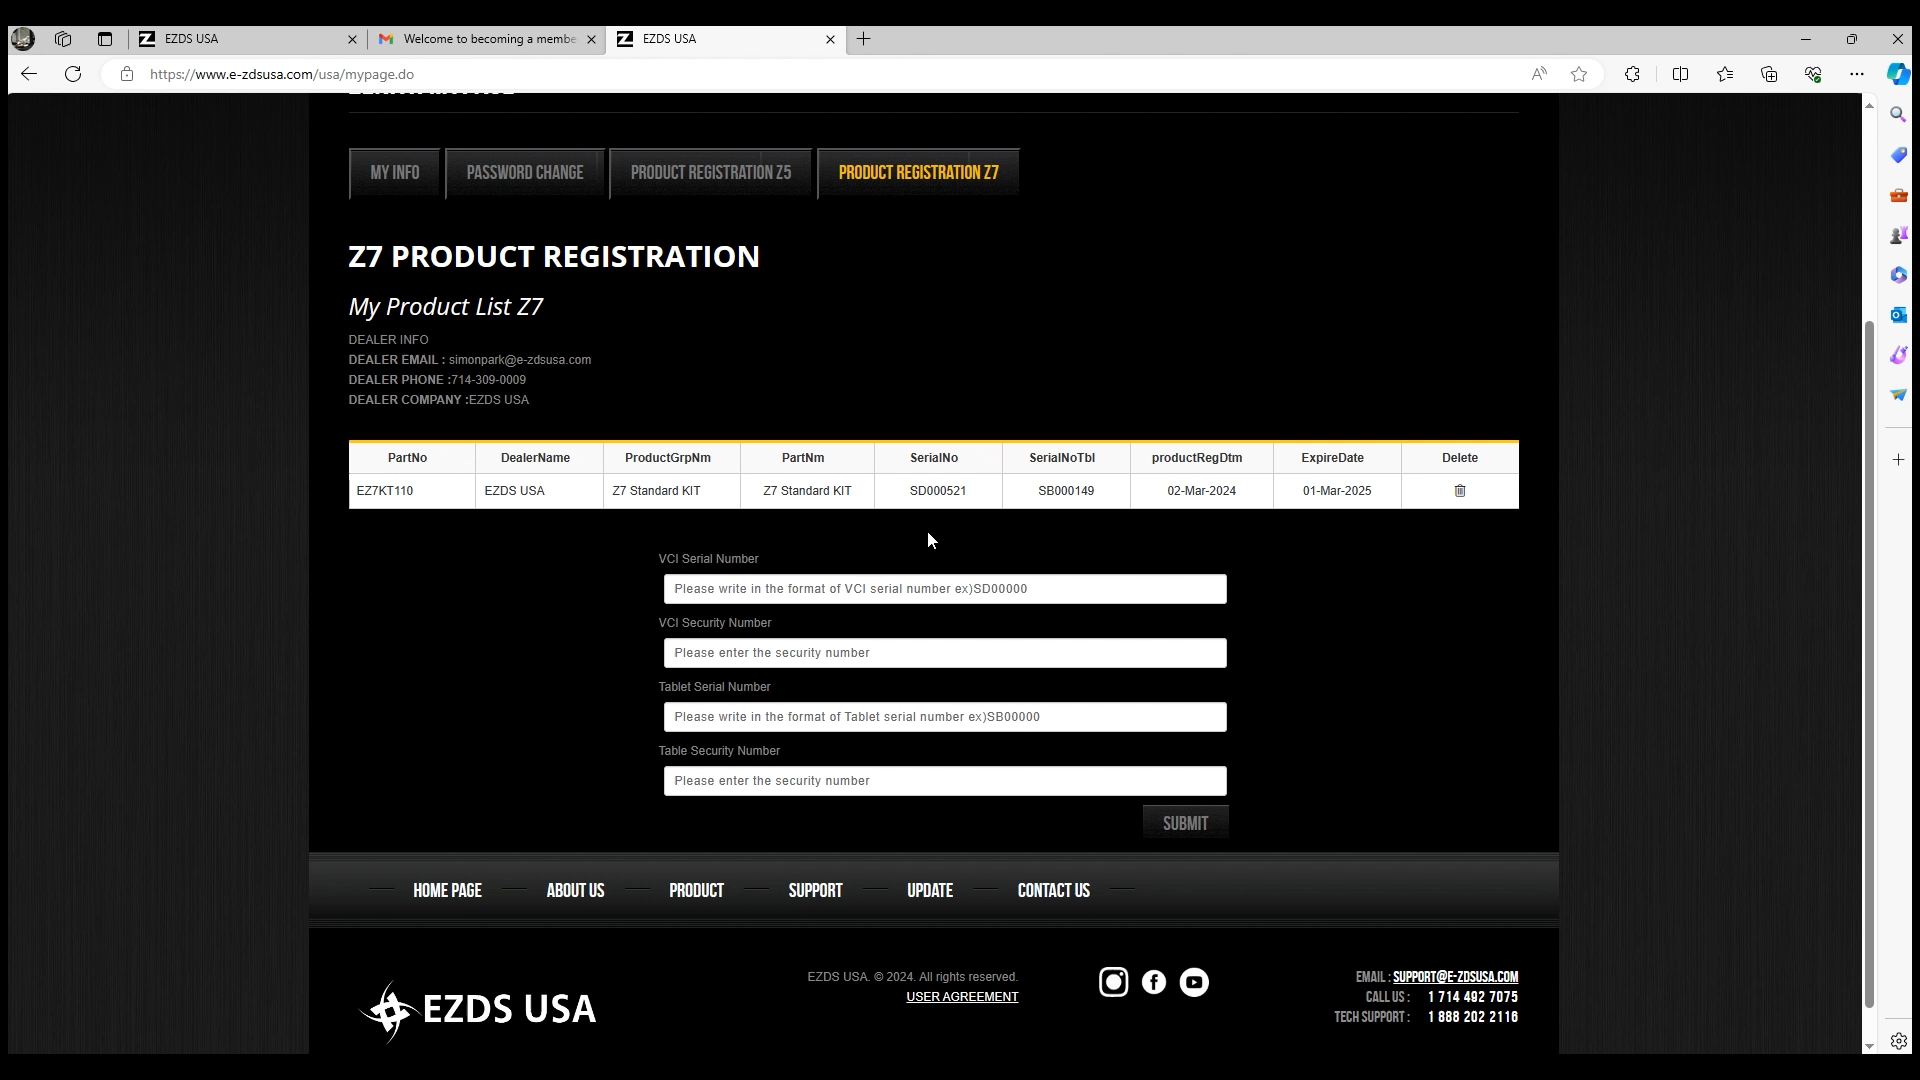 EZDS USA
Welcome to becoming a membe
EZDS USA
https://www.e-zdsusa.com/usa/mypage.do
MY INFO
PASSWORD CHANGE
PRODUCT REGISTRATION Z5
PRODUCT REGISTRATION Z7
Z7 PRODUCT REGISTRATION
My Product List Z7
DEALER INFO
DEALER EMAIL : simonpark@e-zdsusa.com
DEALER PHONE :714-309-0009
DEALER COMPANY :EZDS USA
PartNo DealerName ProductGrpNm PartNm SerialNo SerialNoTbl productRegDtm ExpireDate Delete
EZ7KT110 EZDS USA Z7 Standard KIT Z7 Standard KIT SD000521 SB000149 02-Mar-2024 01-Mar-2025
VCI Serial Number
Please write in the format of VCI serial number ex)SD00000
VCI Security Number
Please enter the security number
Tablet Serial Number
Please write in the format of Tablet serial number ex)SB00000
Table Security Number
Please enter the security number
SUBMIT
HOME PAGE
ABOUT US
PRODUCT
SUPPORT
UPDATE
CONTACT US
EZDS USA
EZDS USA. © 2024. All rights reserved.
USER AGREEMENT
EMAIL : SUPPORT@E-ZDSUSA.COM
CALL US : 1 714 492 7075
TECH SUPPORT : 1 888 202 2116